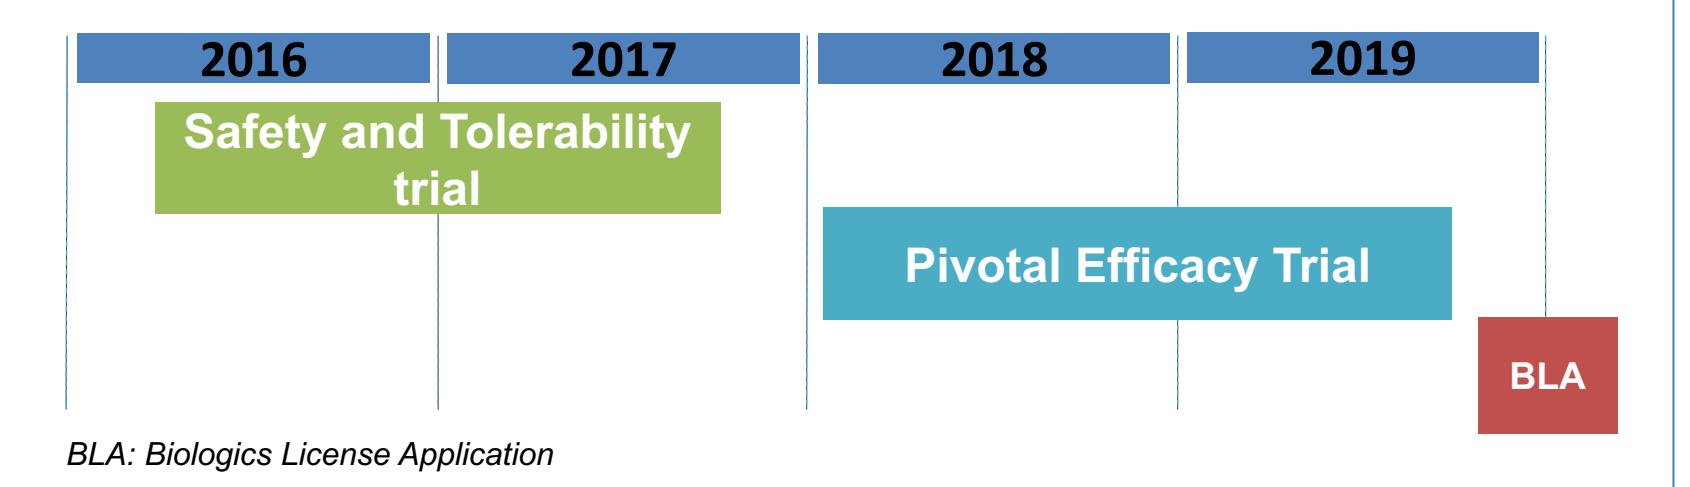 2016 2017 2018 2019
Safety and Tolerability
trial
Pivotal Efficacy Trial
BLA
BLA: Biologics License Application